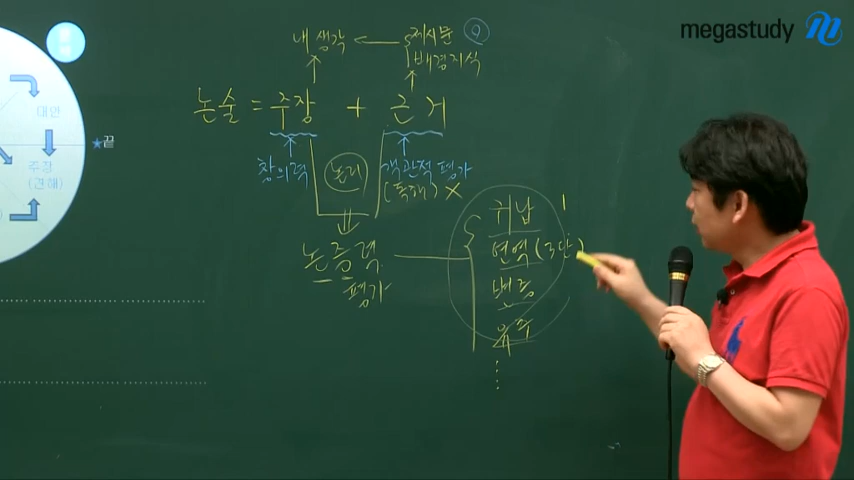 megastudy
내 생각 ← 제시문
배경지식
논술 = 주장 + 근거
창의력
논리
객관적 평가
(독해) X
논증력
평가
귀납
연역 (3단)
변증
유추
대안
주장
(견해)
★끝